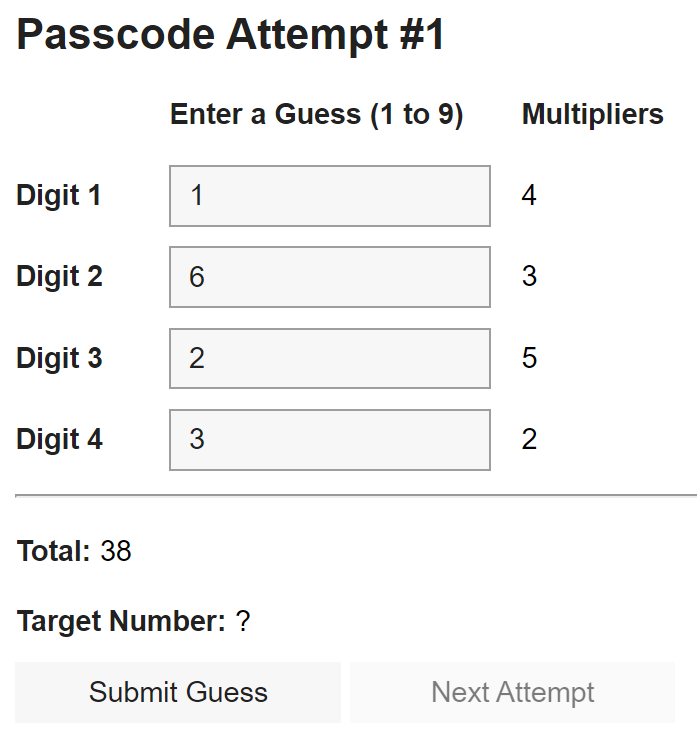 Passcode Attempt #1
Enter a Guess (1 to 9) Multipliers
Digit 1 1 4
Digit 2 6 3
Digit 3 2 5
Digit 4 3 2
Total: 38
Target Number: ?
Submit Guess Next Attempt